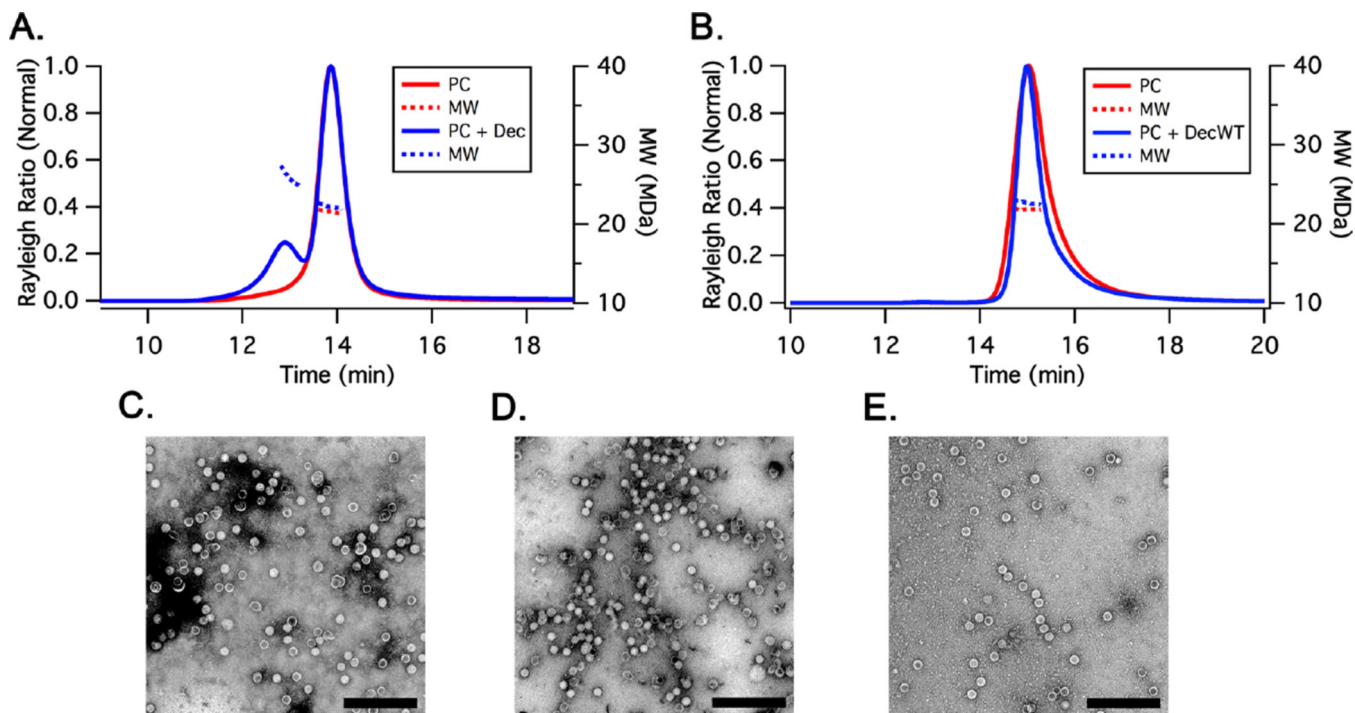 A.
B.
Rayleigh Ratio (Normal)
1.0
0.8
0.6
0.4
0.2
0.0
10 12 14 16 18
Time (min)
40
30
20
10
MW (MDa)
PC
MW
PC + Dec
MW
Rayleigh Ratio (Normal)
1.0
0.8
0.6
0.4
0.2
0.0
10 12 14 16 18 20
Time (min)
40
30
20
10
MW (MDa)
PC
MW
PC + DecWT
MW
C.
D.
E.